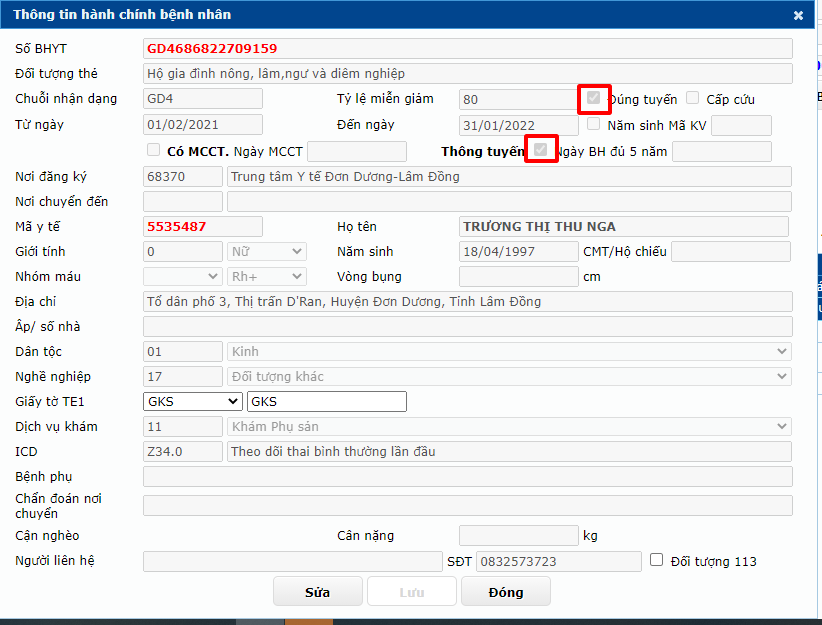 Thông tin hành chính bệnh nhân
Số BHYT GD4686822709159
Đối tượng thẻ Hộ gia đình nông, lâm,ngư và diêm nghiệp
Chuỗi nhận dạng GD4 Tỷ lệ miễn giảm 80 Đúng tuyến Cấp cứu
Từ ngày 01/02/2021 Đến ngày 31/01/2022 Năm sinh Mã KV
Có MCCT. Ngày MCCT Thông tuyến Ngày BH đủ 5 năm
Nơi đăng ký 68370 Trung tâm Y tế Đơn Dương-Lâm Đồng
Nơi chuyển đến
Mã y tế 5535487 Họ tên TRƯƠNG THỊ THU NGA
Giới tính 0 Nữ Năm sinh 18/04/1997 CMT/Hộ chiếu
Nhóm máu Rh+ Vòng bụng cm
Địa chỉ Tổ dân phố 3, Thị trấn D'Ran, Huyện Đơn Dương, Tỉnh Lâm Đồng
Ấp/ số nhà
Dân tộc 01 Kinh
Nghề nghiệp 17 Đối tượng khác
Giấy tờ TE1 GKS GKS
Dịch vụ khám 11 Khám Phụ sản
ICD Z34.0 Theo dõi thai bình thường lần đầu
Bệnh phụ
Chẩn đoán nơi
chuyển
Cận nghèo Cân nặng kg
Người liên hệ SĐT 0832573723 Đối tượng 113
Sửa Lưu Đóng